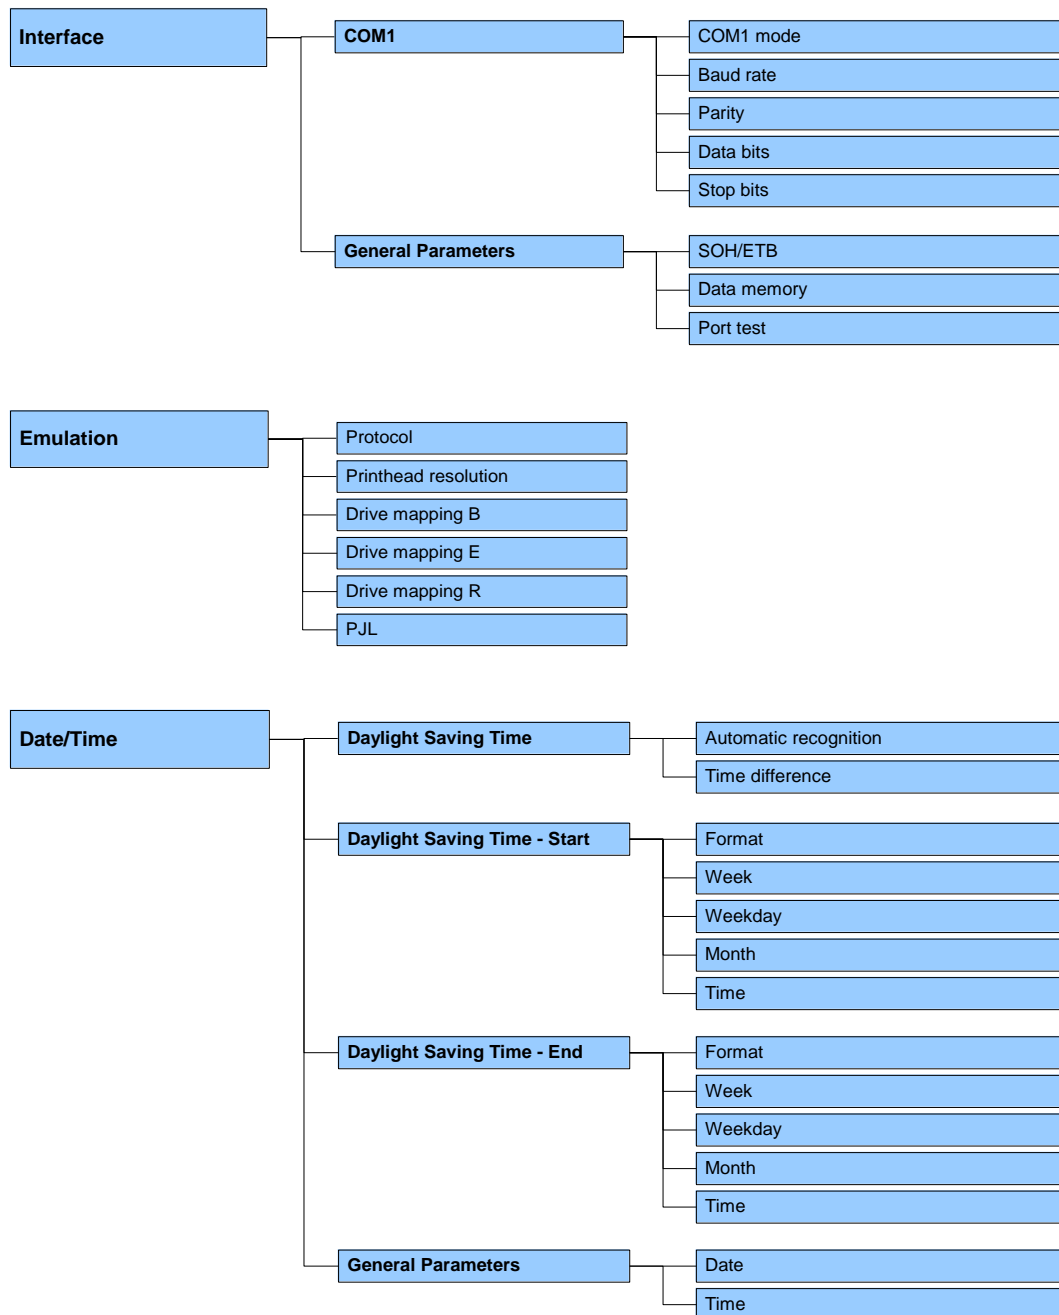 Interface
COM1
COM1 mode
Baud rate
Parity
Data bits
Stop bits
General Parameters
SOH/ETB
Data memory
Port test
Emulation
Protocol
Printhead resolution
Drive mapping B
Drive mapping E
Drive mapping R
PJL
Date/Time
Daylight Saving Time
Automatic recognition
Time difference
Daylight Saving Time - Start
Format
Week
Weekday
Month
Time
Daylight Saving Time - End
Format
Week
Weekday
Month
Time
General Parameters
Date
Time